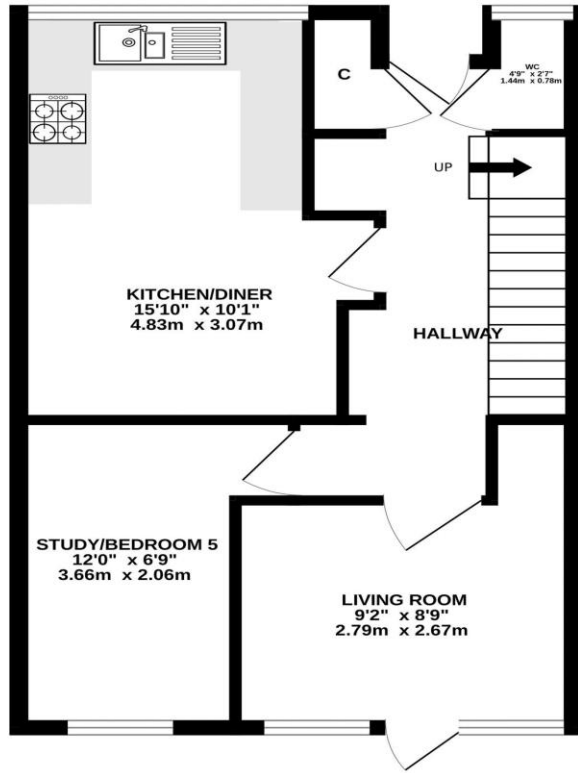 C
WC
4'9" x 2'7"
1.44m x 0.78m
UP
KITCHEN/DINER
15'10" x 10'1"
4.83m x 3.07m
HALLWAY
STUDY/BEDROOM 5
12'0" x 6'9"
3.66m x 2.06m
LIVING ROOM
9'2" x 8'9"
2.79m x 2.67m